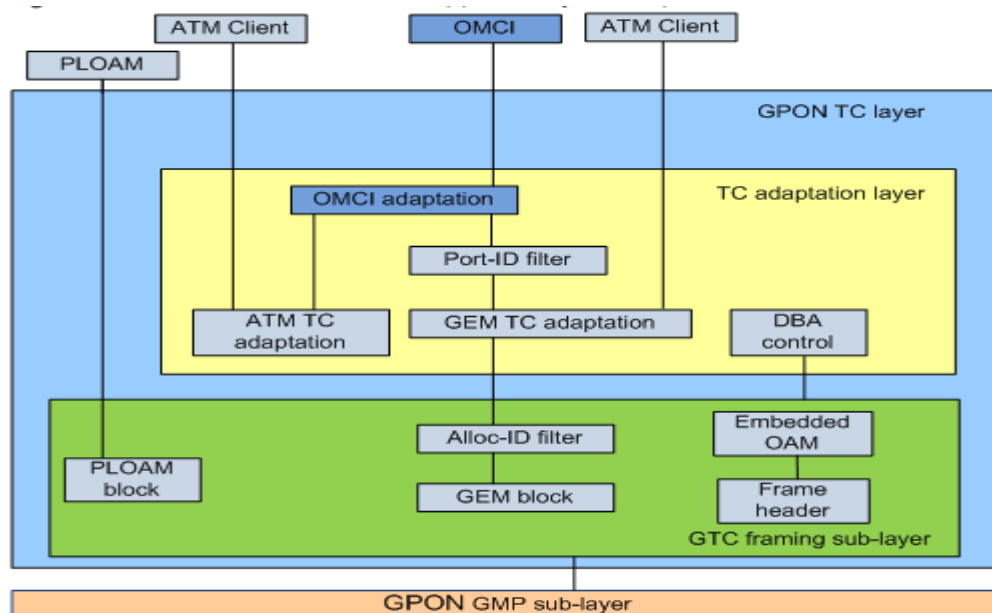 ATM Client
OMCI
ATM Client
PLOAM
GPON TC layer
TC adaptation layer
OMCI adaptation
Port-ID filter
ATM TC
adaptation
GEM TC adaptation
DBA
control
Alloc-ID filter
Embedded
OAM
PLOAM
block
GEM block
Frame
header
GTC framing sub-layer
GPON GMP sub-layer